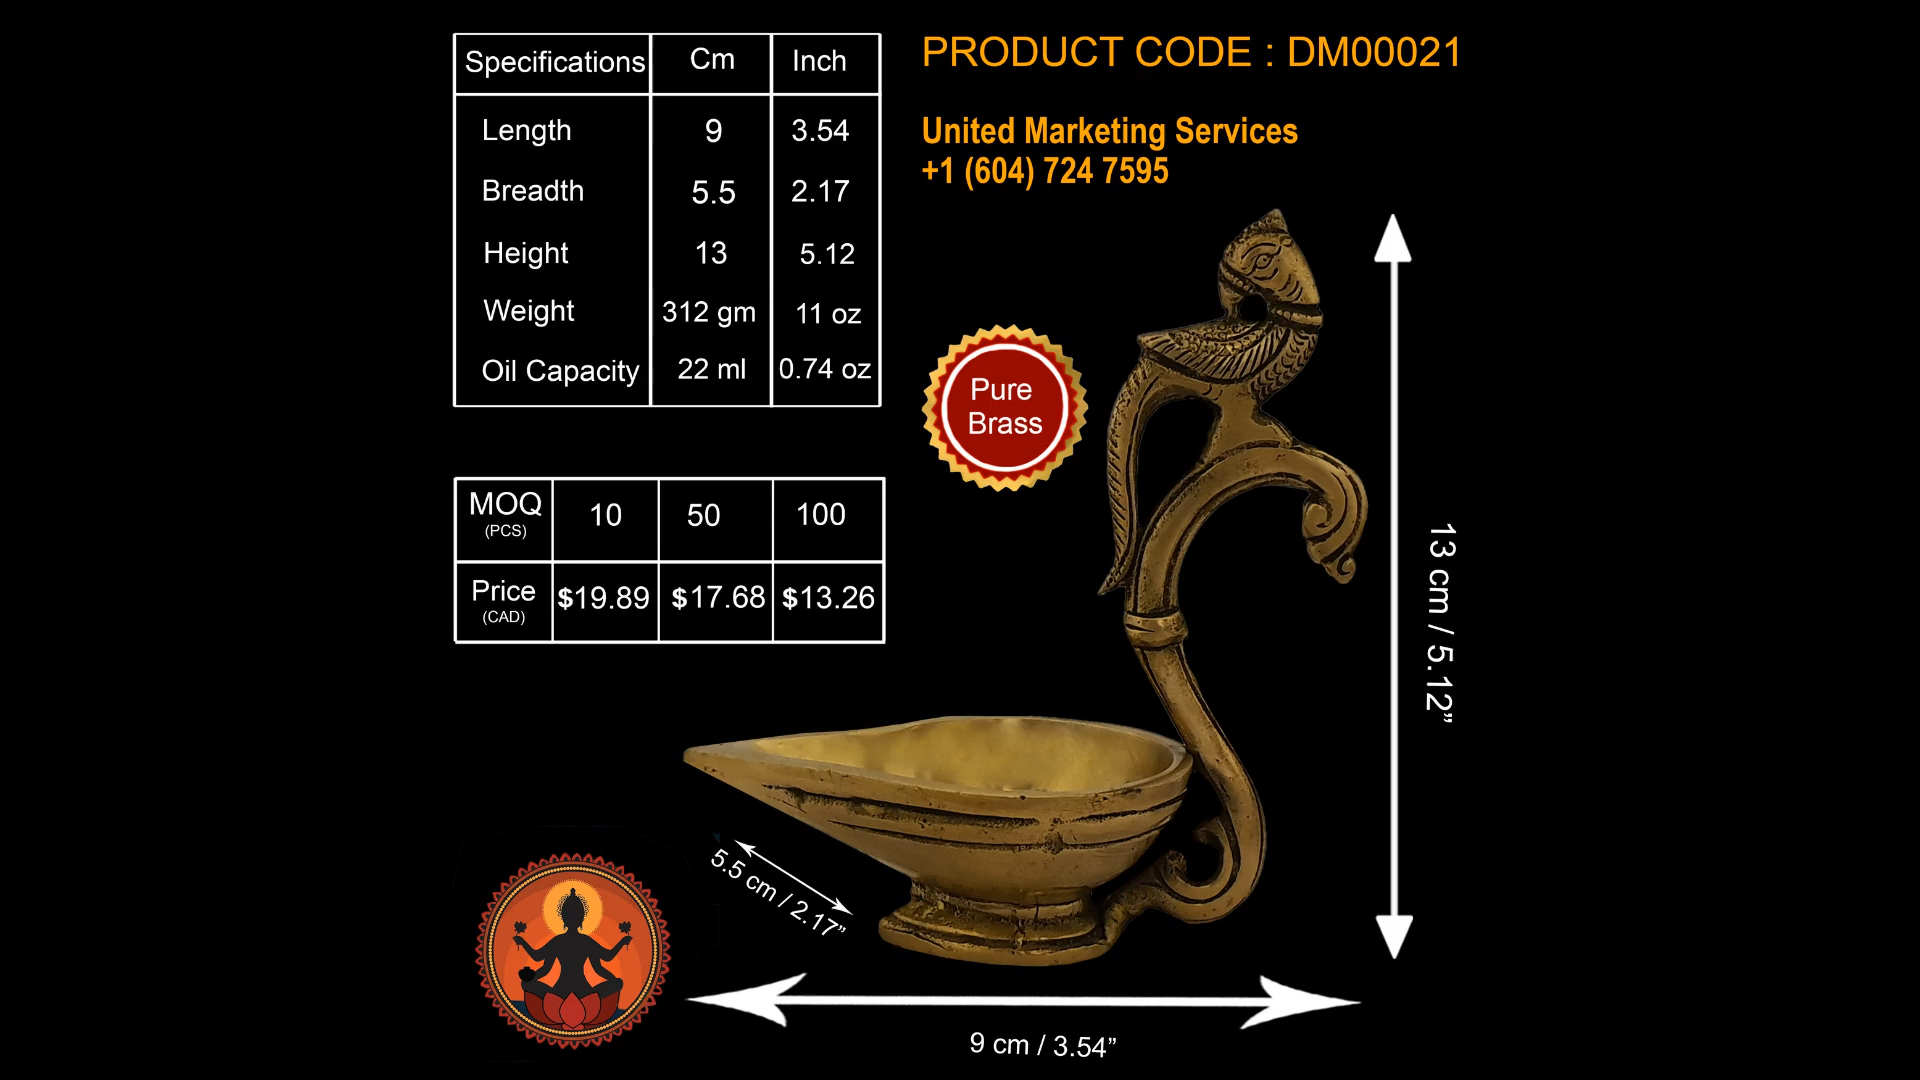 Specifications Cm Inch
Length 9 3.54
Breadth 5.5 2.17
Height 13 5.12
Weight 312 gm 11 oz
Oil Capacity 22 ml 0.74 oz
PRODUCT CODE : DM00021
United Marketing Services
+1 (604) 724 7595
Pure
Brass
MOQ 10 50 100
(PCS)
Price $19.89 $17.68 $13.26
(CAD)
13 cm / 5.12”
5.5 cm / 2.17”
9 cm / 3.54”